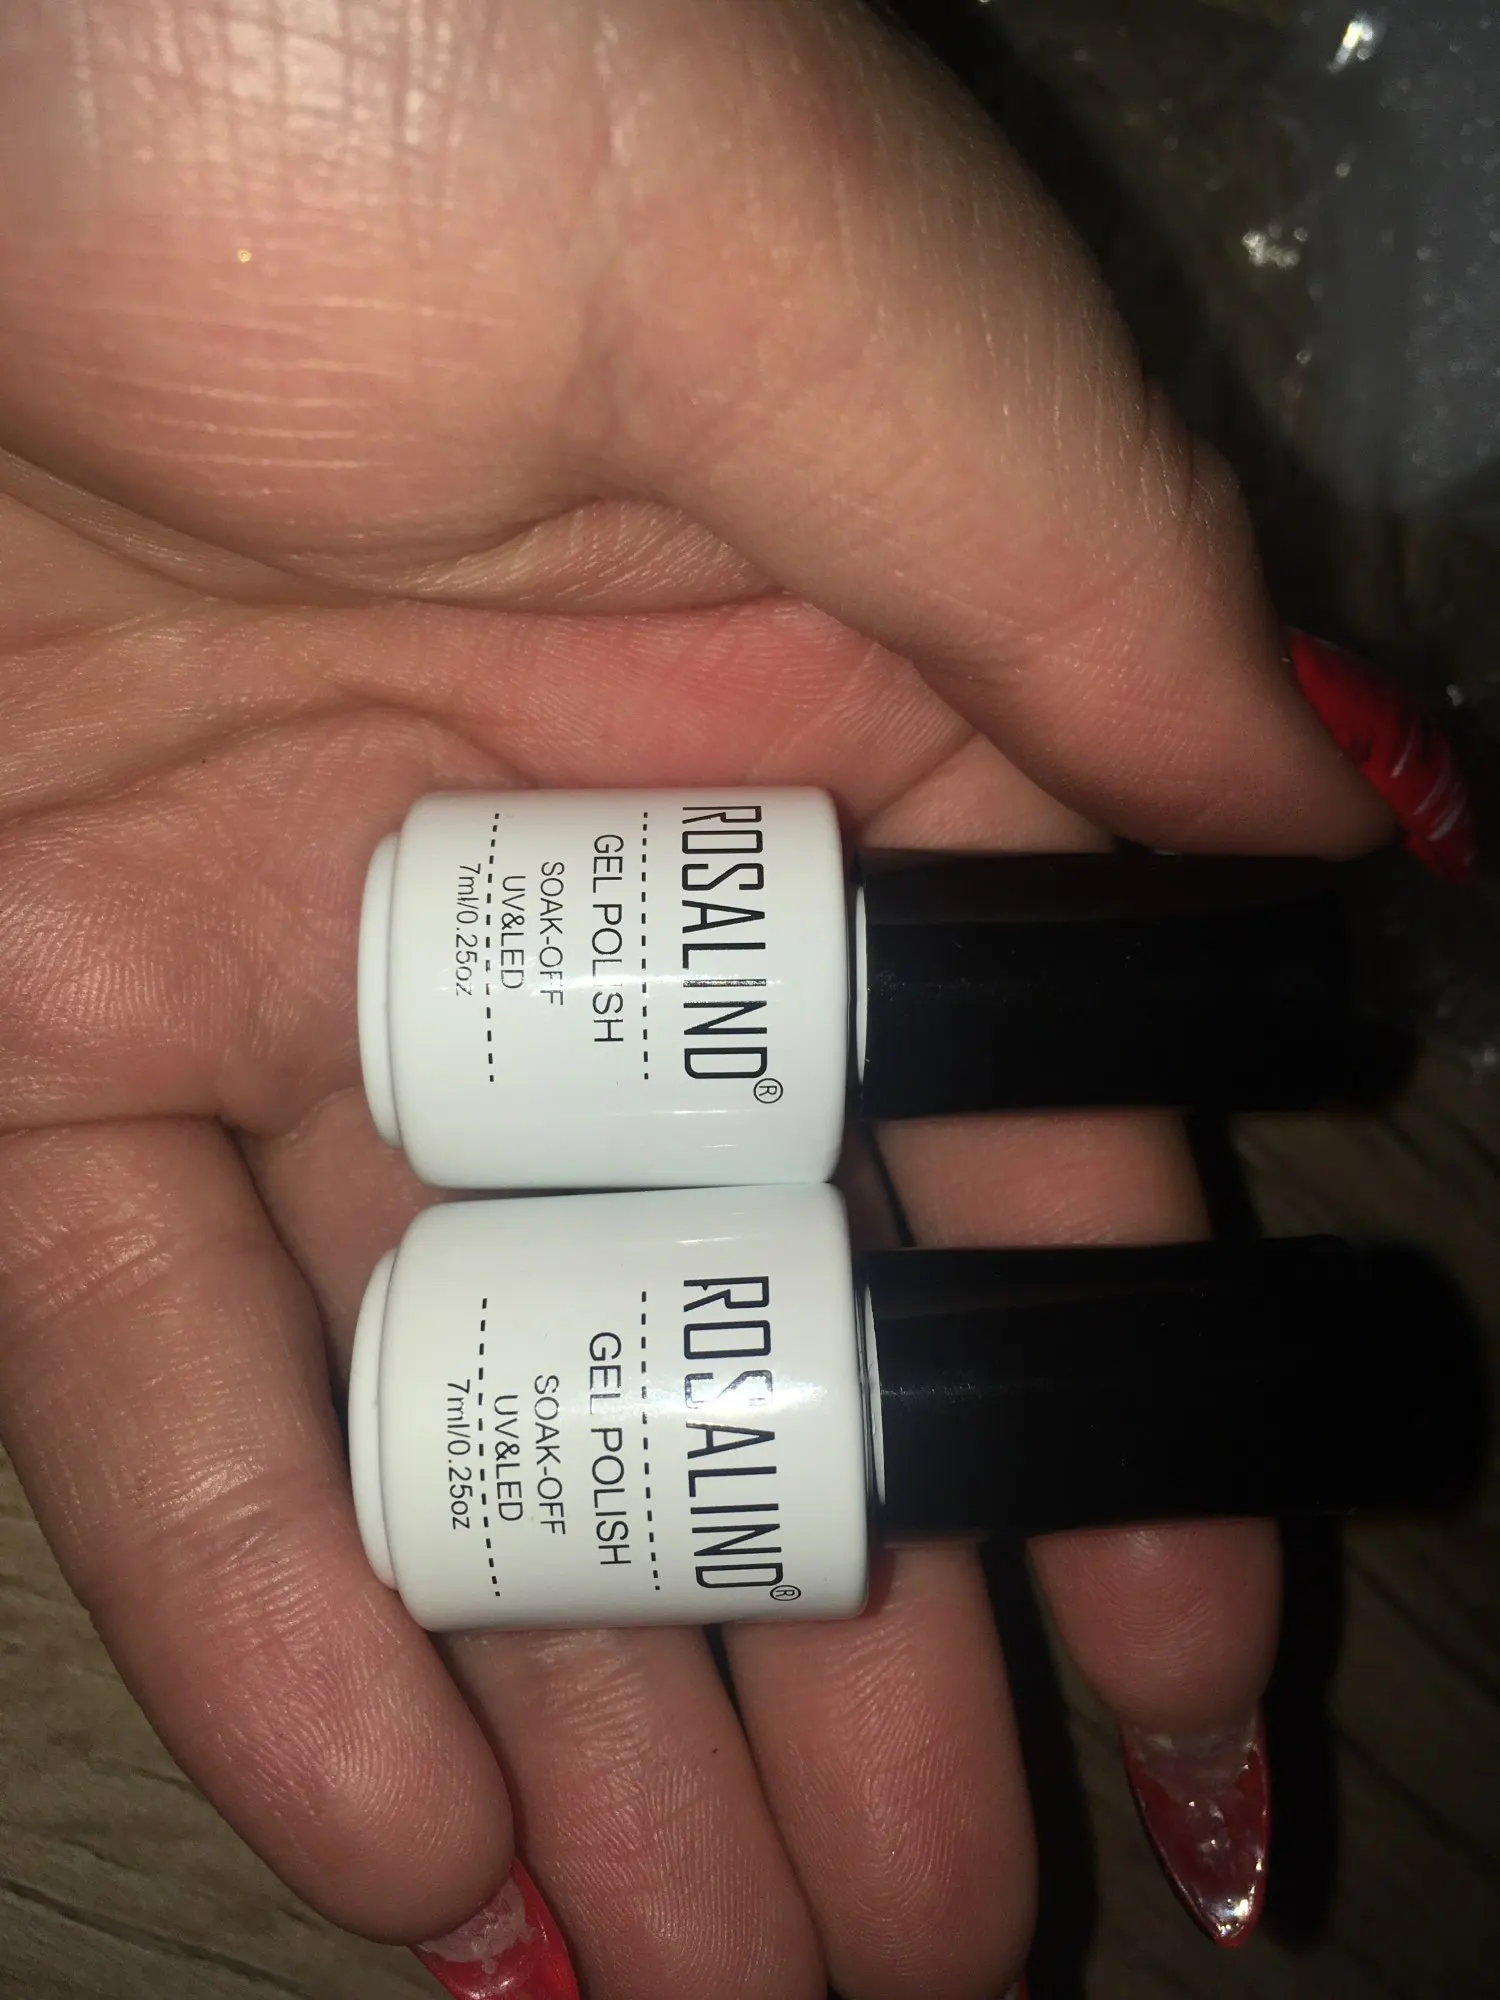 ROSALIND®
GEL POLISH
SOAK-OFF
UV&LED
7ml/0.25oz
ROSALIND®
GEL POLISH
SOAK-OFF
UV&LED
7ml/0.25oz